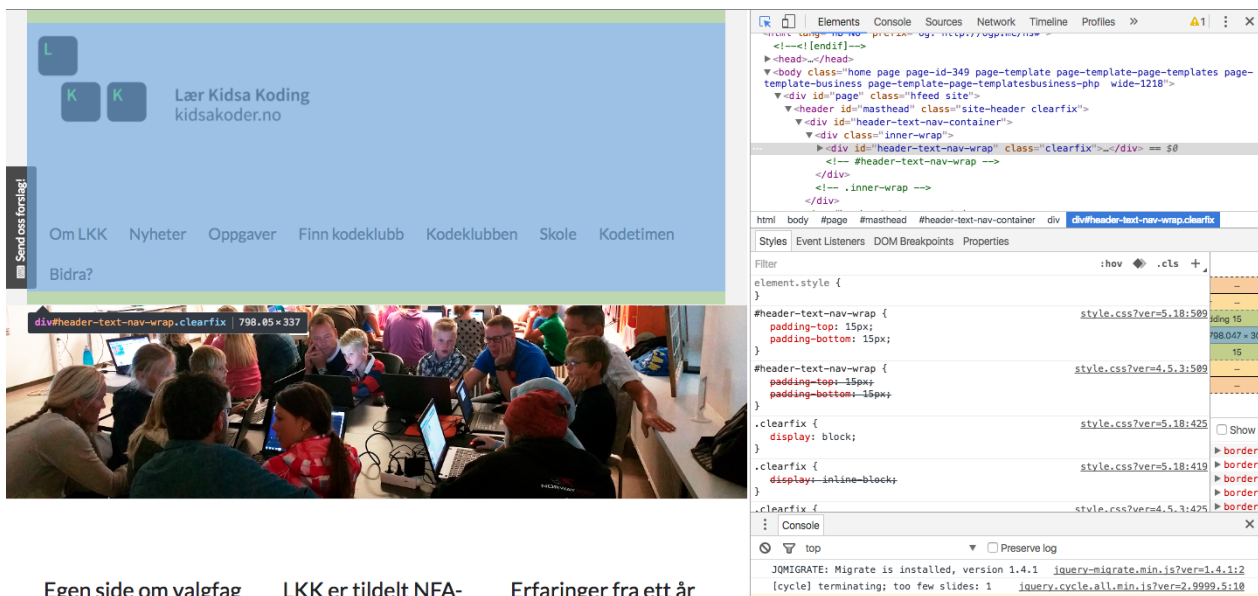 L
K K
Lær Kidsa Koding
kidsakoder.no
Send oss forslag!
Om LKK Nyheter Oppgaver Finn kodeklubb Kodeklubben Skole Kodetimen
Bidra?
div#header-text-nav-wrap.clearfix | 798.05×337
Egen side om valgfag LKK er tildelt NFA- Erfaringer fra ett år
Elements Console Sources Network Timeline Profiles » 1
<!--<![endif]-->
▶<head>…</head>
▼<body class="home page page-id-349 page-template page-template-page-templates page-
template-business page-template-page-templatesbusiness-php  wide-1218">
▼<div id="page" class="hfeed site">
▼<header id="masthead" class="site-header clearfix">
▼<div id="header-text-nav-container">
▼<div class="inner-wrap">
… ▶<div id="header-text-nav-wrap" class="clearfix">…</div> == $0
<!-- #header-text-nav-wrap -->
</div>
<!-- .inner-wrap -->
</div>
html body #page #masthead #header-text-nav-container div div#header-text-nav-wrap.clearfix
Styles Event Listeners DOM Breakpoints Properties
Filter :hov .cls +
element.style {
}
#header-text-nav-wrap { style.css?ver=5.18:509
padding-top: 15px;
padding-bottom: 15px;
}
#header-text-nav-wrap { style.css?ver=4.5.3:509
padding-top: 15px;
padding-bottom: 15px;
}
.clearfix { style.css?ver=5.18:425
display: block;
}
.clearfix { style.css?ver=5.18:419
display: inline-block;
}
.clearfix { style.css?ver=4.5.3:425
–
–
dding 15
798.047 × 30
15
–
–
Show
▶ border
▶ border
▶ border
▶ border
▶ border
Console
top ▼ Preserve log
JQMIGRATE: Migrate is installed, version 1.4.1 jquery-migrate.min.js?ver=1.4.1:2
[cycle] terminating; too few slides: 1 jquery.cycle.all.min.js?ver=2.9999.5:10